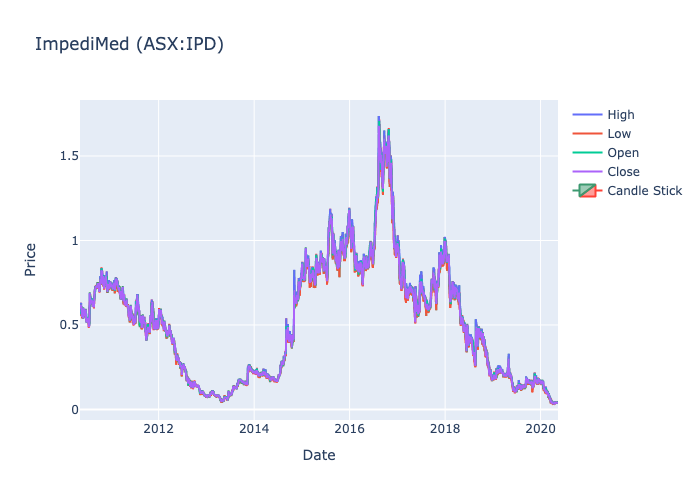 ImpediMed (ASX:IPD)
High
Low
Open
Close
Candle Stick
Price
1.5
1
0.5
0
2012 2014 2016 2018 2020
Date